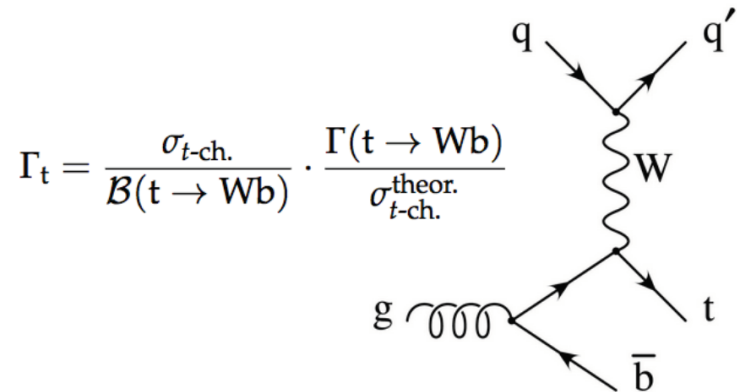 Γt = σt-ch. / B(t → Wb) · Γ(t → Wb) / σt-ch.^theor.
q
q′
W
g
t
b̅